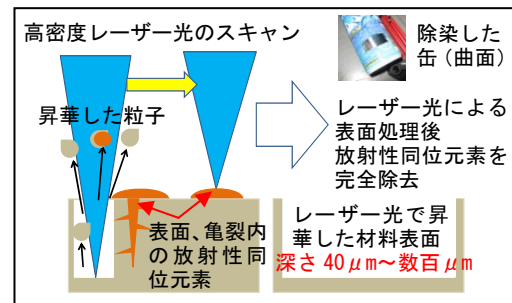 高密度レーザー光のスキャン
昇華した粒子
表面、亀裂内
の放射性同
位元素
除染した
缶(曲面)
レーザー光による
表面処理後
放射性同位元素を
完全除去
レーザー光で昇
華した材料表面
深さ40μm~数百μm